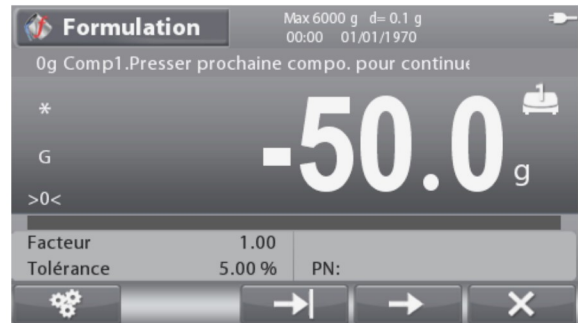 Formulation
Max 6000 g d= 0.1 g
00:00 01/01/1970
0g Comp1.Presser prochaine compo. pour continue
*
1
G
-50.0 g
>0<
Facteur 1.00
Tolérance 5.00 % PN: